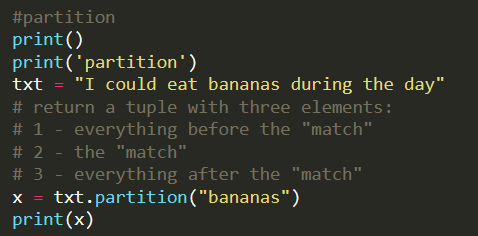 #partition
print()
print('partition')
txt = "I could eat bananas during the day"
# return a tuple with three elements:
# 1 - everything before the "match"
# 2 - the "match"
# 3 - everything after the "match"
x = txt.partition("bananas")
print(x)